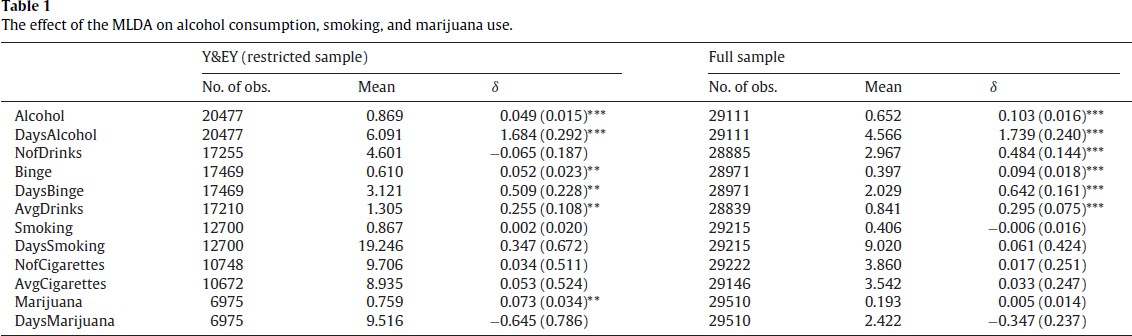 Table 1
The effect of the MLDA on alcohol consumption, smoking, and marijuana use.
Y&EY (restricted sample) Full sample
No. of obs. Mean δ No. of obs. Mean δ
Alcohol 20477 0.869 0.049 (0.015)*** 29111 0.652 0.103 (0.016)***
DaysAlcohol 20477 6.091 1.684 (0.292)*** 29111 4.566 1.739 (0.240)***
NofDrinks 17255 4.601 −0.065 (0.187) 28885 2.967 0.484 (0.144)***
Binge 17469 0.610 0.052 (0.023)** 28971 0.397 0.094 (0.018)***
DaysBinge 17469 3.121 0.509 (0.228)** 28971 2.029 0.642 (0.161)***
AvgDrinks 17210 1.305 0.255 (0.108)** 28839 0.841 0.295 (0.075)***
Smoking 12700 0.867 0.002 (0.020) 29215 0.406 −0.006 (0.016)
DaysSmoking 12700 19.246 0.347 (0.672) 29215 9.020 0.061 (0.424)
NofCigarettes 10748 9.706 0.034 (0.511) 29222 3.860 0.017 (0.251)
AvgCigarettes 10672 8.935 0.053 (0.524) 29146 3.542 0.033 (0.247)
Marijuana 6975 0.759 0.073 (0.034)** 29510 0.193 0.005 (0.014)
DaysMarijuana 6975 9.516 −0.645 (0.786) 29510 2.422 −0.347 (0.237)